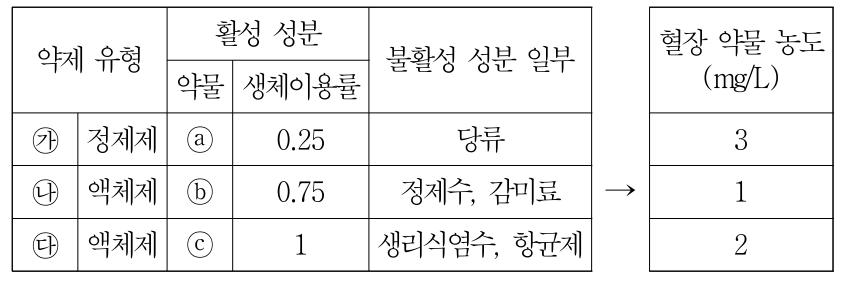 약제 유형 활성 성분 불활성 성분 일부 혈장 약물 농도
약물 생체이용률 (mg/L)
㉮ 정제제 ⓐ 0.25 당류 3
㉯ 액체제 ⓑ 0.75 정제수, 감미료 → 1
㉰ 액체제 ⓒ 1 생리식염수, 항균제 2